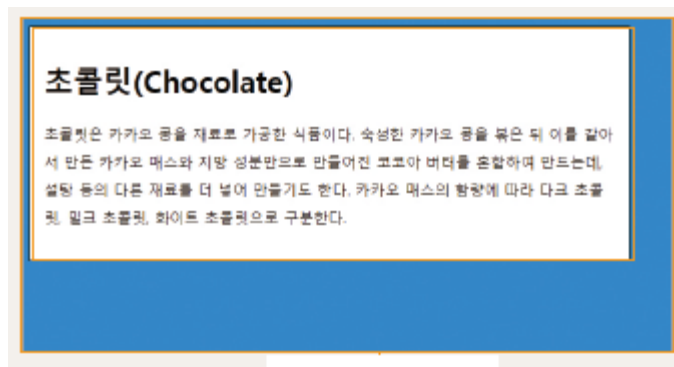 초콜릿(Chocolate)
초콜릿은 카카오 콩을 재료로 가공한 식품이다. 숙성한 카카오 콩을 볶은 뒤 이를 갈아
서 만든 카카오 매스와 지방 성분만으로 만들어진 코코아 버터를 혼합하여 만드는데,
설탕 등의 다른 재료를 더 넣어 만들기도 한다. 카카오 매스의 함량에 따라 다크 초콜
릿, 밀크 초콜릿, 화이트 초콜릿으로 구분한다.